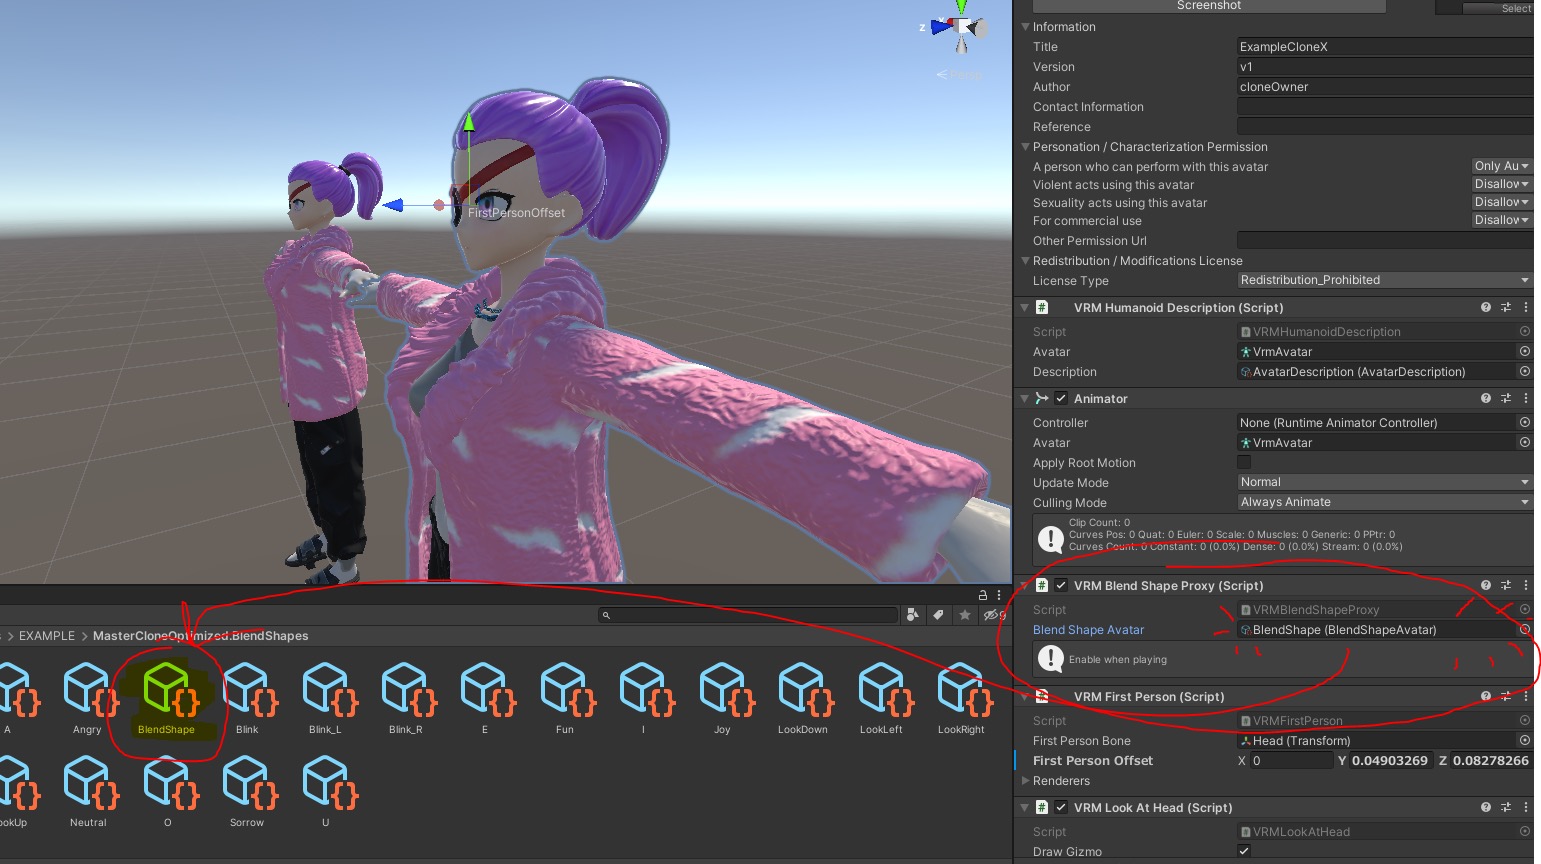 Screenshot
Select
Information
Title ExampleCloneX
Version v1
Author cloneOwner
Contact Information
Reference
Personation / Characterization Permission
A person who can perform with this avatar Only Au
Violent acts using this avatar Disallow
Sexuality acts using this avatar Disallow
For commercial use Disallow
Other Permission Url
Redistribution / Modifications License
License Type Redistribution_Prohibited
VRM Humanoid Description (Script)
Script VRMHumanoidDescription
Avatar VrmAvatar
Description AvatarDescription (AvatarDescription)
Animator
Controller None (Runtime Animator Controller)
Avatar VrmAvatar
Apply Root Motion
Update Mode Normal
Culling Mode Always Animate
Clip Count: 0
Curves Pos: 0 Quat: 0 Euler: 0 Scale: 0 Muscles: 0 Generic: 0 PPtr: 0
Curves Count: 0 Constant: 0 (0.0%) Dense: 0 (0.0%) Stream: 0 (0.0%)
VRM Blend Shape Proxy (Script)
Script VRMBlendShapeProxy
Blend Shape Avatar BlendShape (BlendShapeAvatar)
Enable when playing
VRM First Person (Script)
Script VRMFirstPerson
First Person Bone Head (Transform)
First Person Offset X 0 Y 0.04903269 Z 0.08278266
Renderers
VRM Look At Head (Script)
Script VRMLookAtHead
Draw Gizmo
z
Persp
FirstPersonOffset
9
s > EXAMPLE > MasterCloneOptimized.BlendShapes
A Angry BlendShape Blink Blink_L Blink_R E Fun I Joy LookDown LookLeft LookRight
ookUp Neutral O Sorrow U